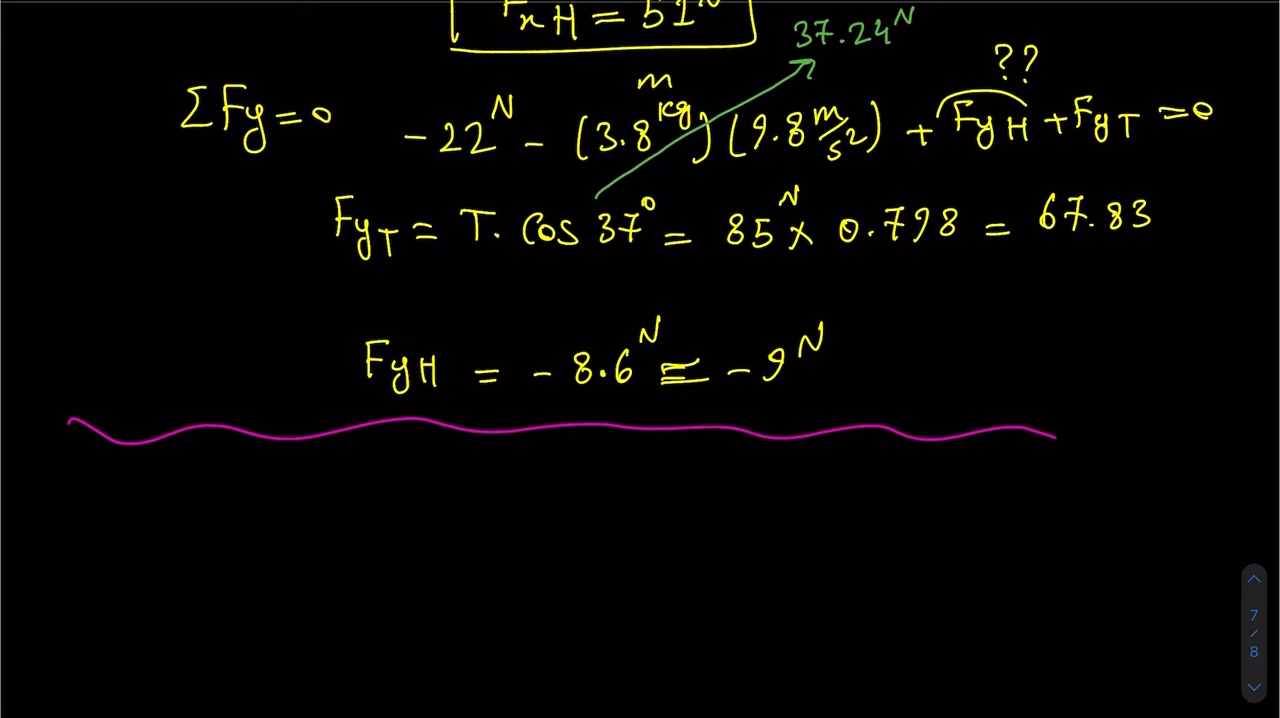 FxH = 51N
37.24N
??
ΣFy=0 -22N - (3.8kg)(9.8m/s2) + FyH + FyT =0
m
FyT = T. Cos 37° = 85N × 0.798 = 67.83
FyH = - 8.6N ≅ - 9N
7
/
8